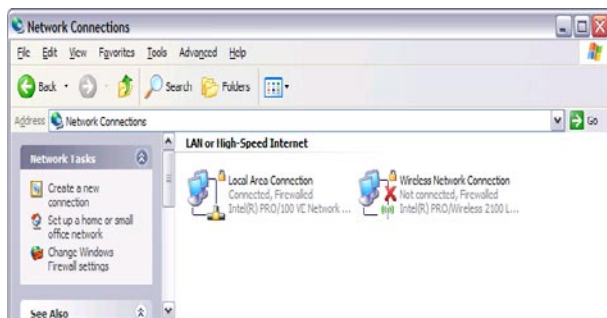 Network Connections
File Edit View Favorites Tools Advanced Help
Back Search Folders
Address Network Connections Go
Network Tasks
Create a new
connection
Set up a home or small
office network
Change Windows
Firewall settings
See Also
LAN or High-Speed Internet
Local Area Connection
Connected, Firewalled
Intel(R) PRO/100 VE Network ...
Wireless Network Connection
Not connected, Firewalled
Intel(R) PRO/Wireless 2100 L...